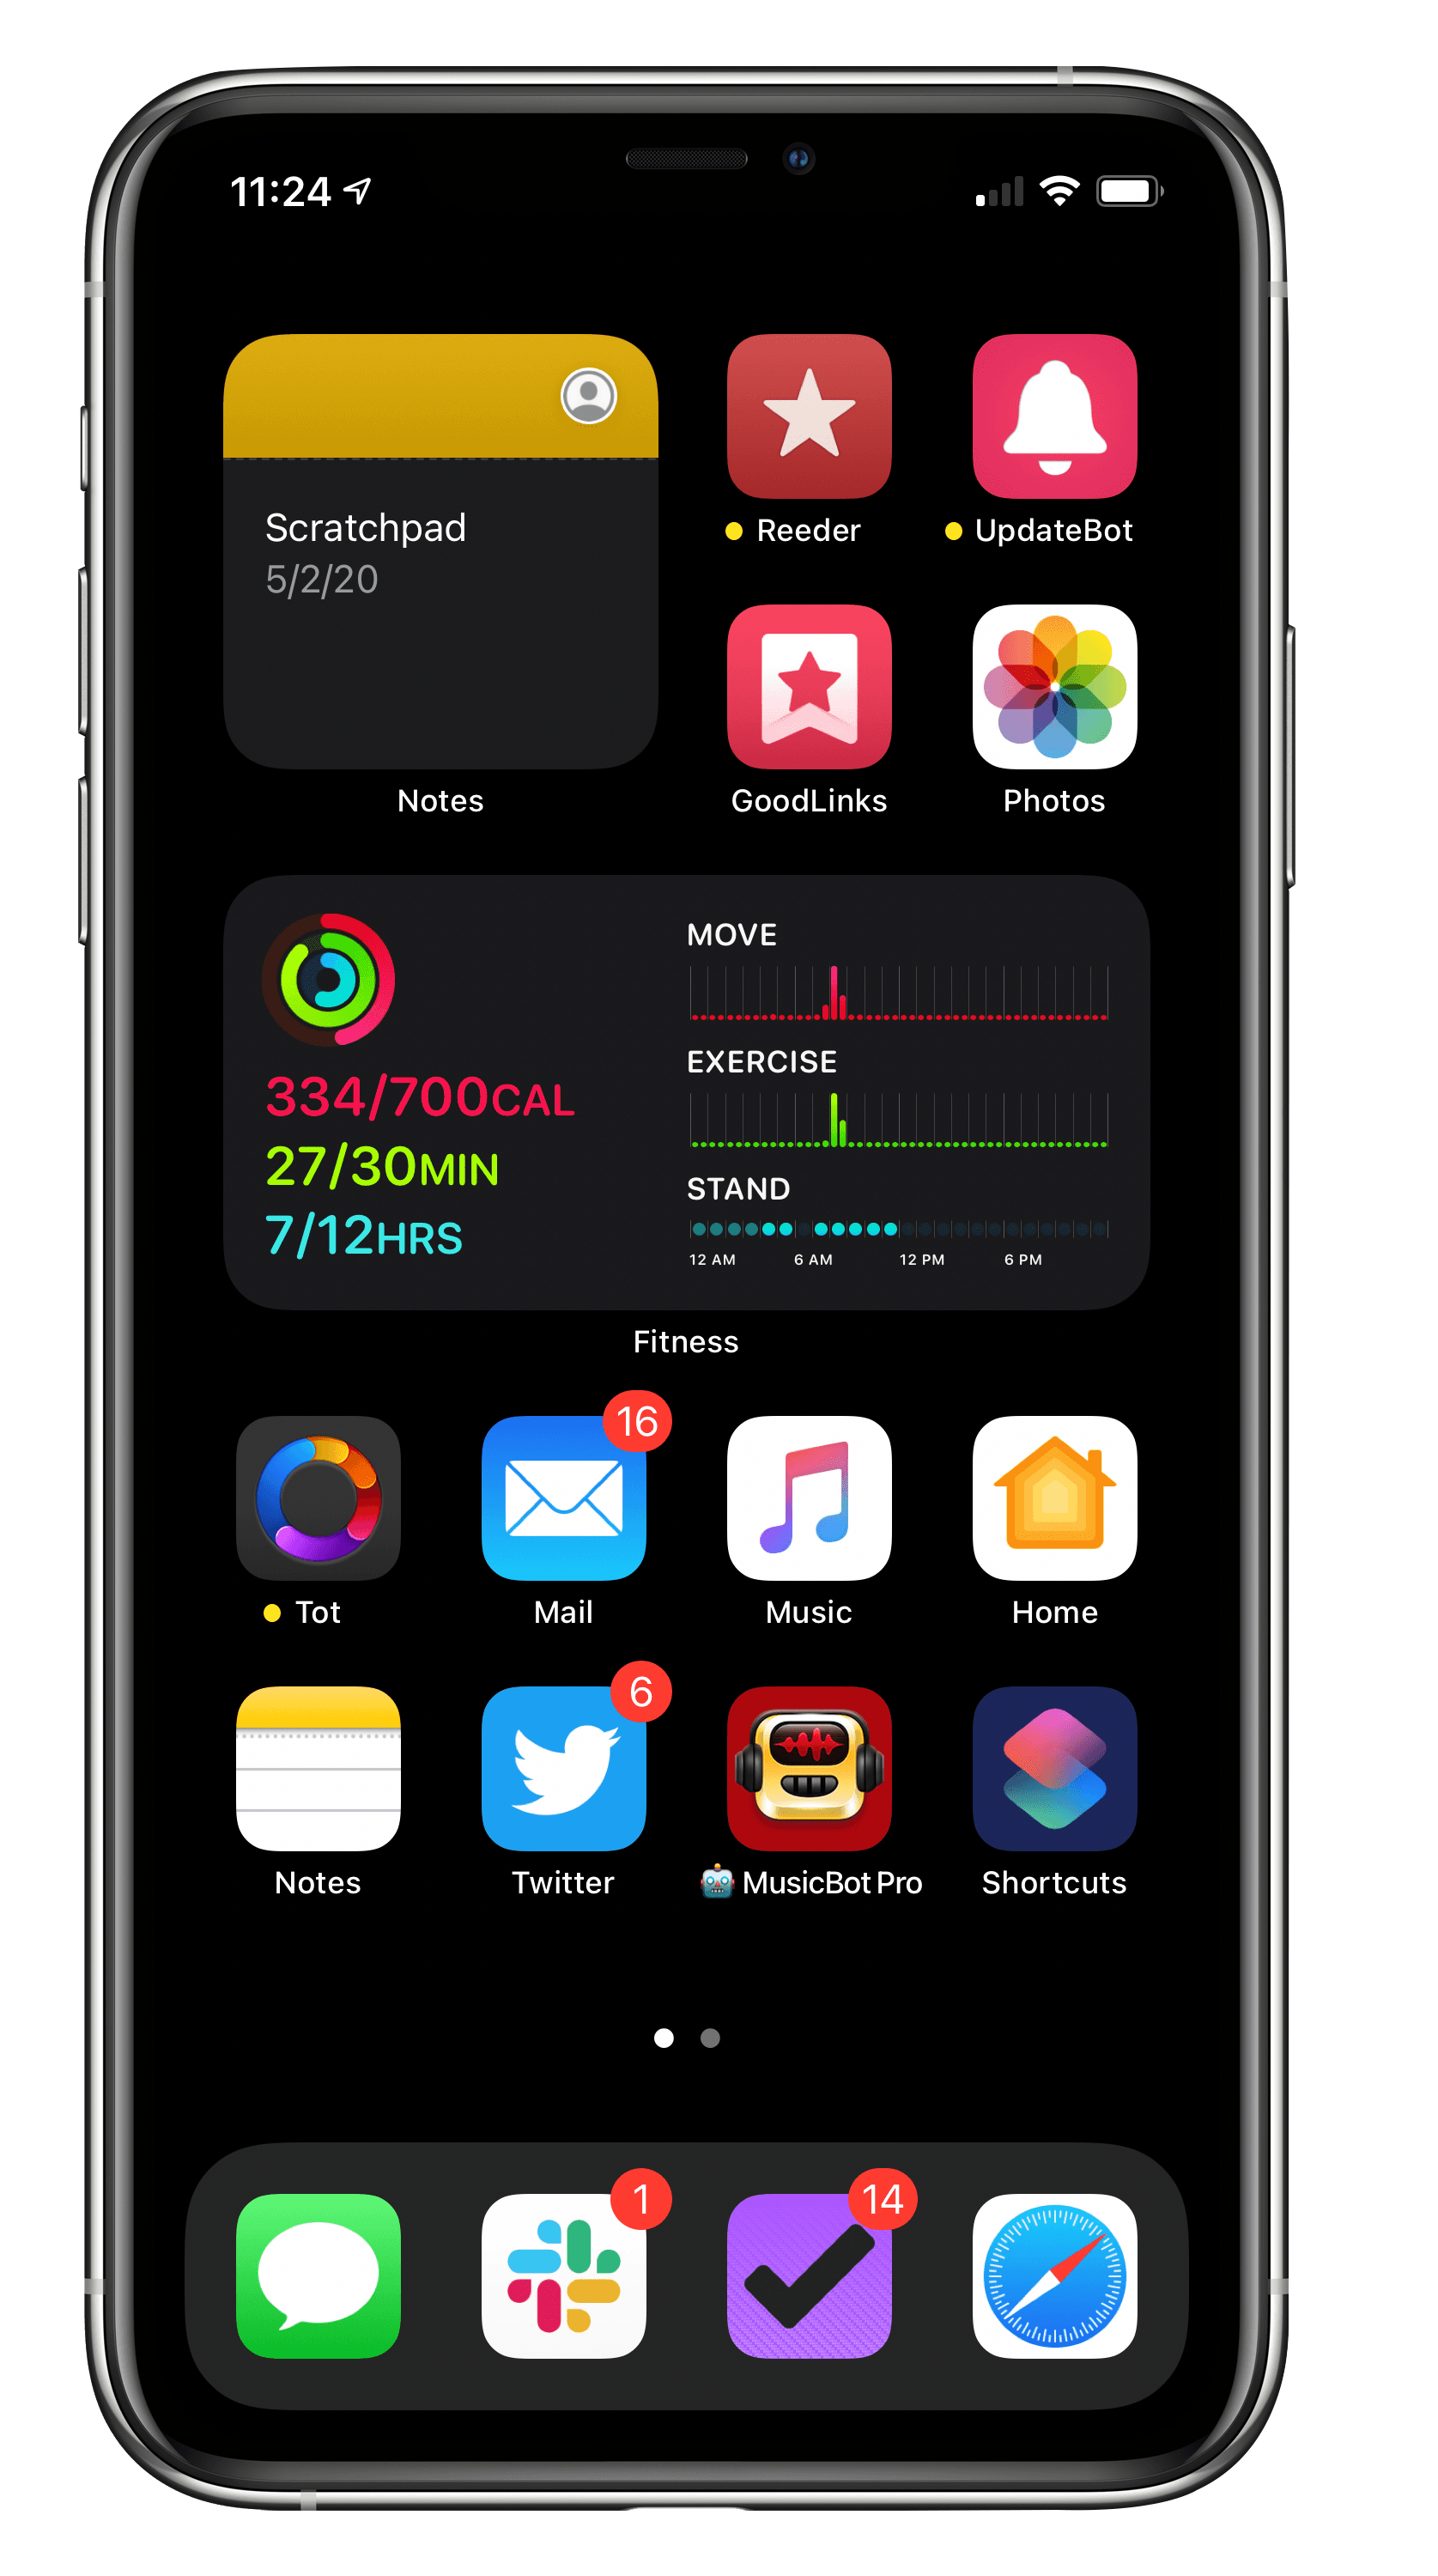 11:24
Scratchpad
5/2/20
Notes
Reeder
UpdateBot
GoodLinks
Photos
334/700CAL
27/30MIN
7/12HRS
MOVE
EXERCISE
STAND
12 AM 6 AM 12 PM 6 PM
Fitness
16
Tot
Mail
Music
Home
6
Notes
Twitter
🤖 MusicBot Pro
Shortcuts
1
14